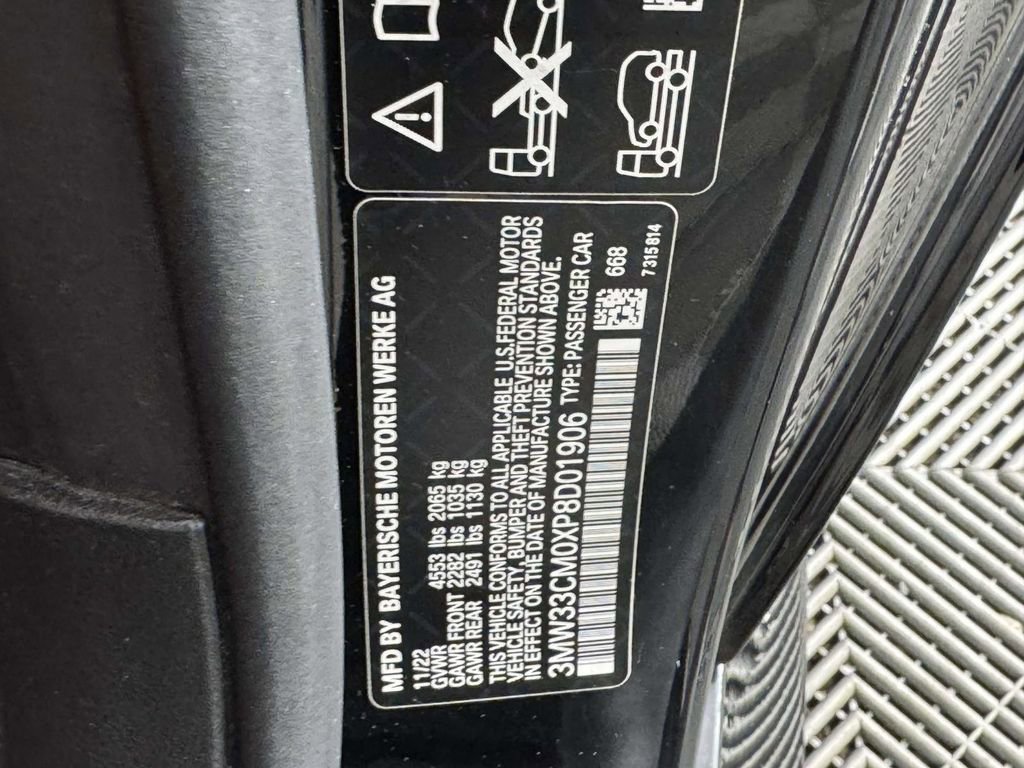 MFD BY BAYERISCHE MOTOREN WERKE AG
11/22
GVWR 4553 lbs 2065 kg
GAWR FRONT 2282 lbs 1035 kg
GAWR REAR 2491 lbs 1130 kg
THIS VEHICLE CONFORMS TO ALL APPLICABLE U.S.FEDERAL MOTOR
VEHICLE SAFETY, BUMPER AND THEFT PREVENTION STANDARDS
IN EFFECT ON THE DATE OF MANUFACTURE SHOWN ABOVE.
3MW33CM0XP8D01906 TYPE: PASSENGER CAR
668
7315814